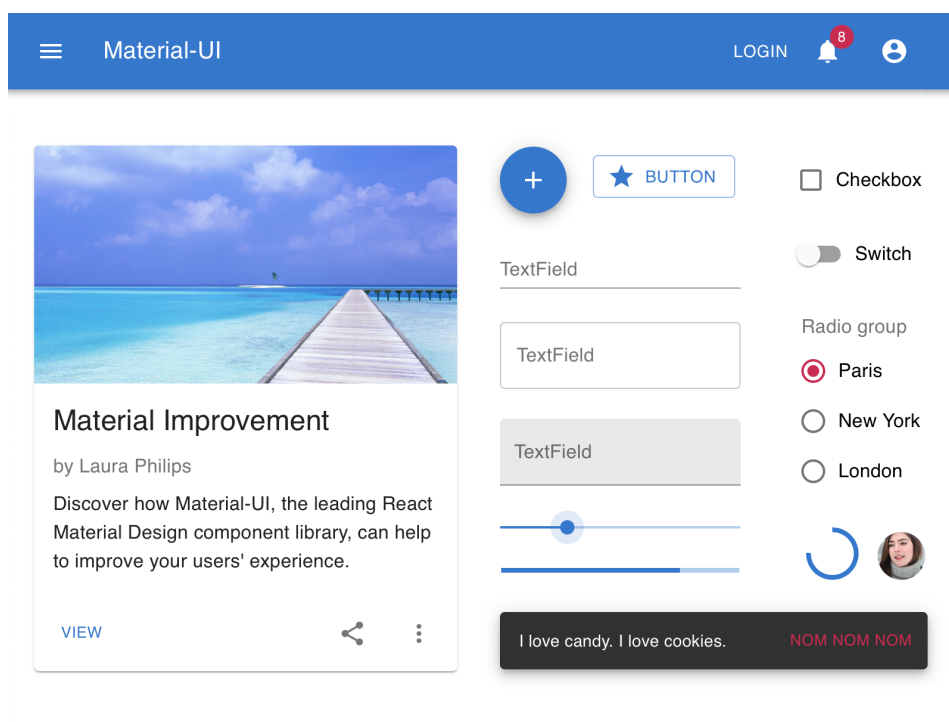 Material-UI
LOGIN
8
Material Improvement
by Laura Philips
Discover how Material-UI, the leading React
Material Design component library, can help
to improve your users' experience.
VIEW
BUTTON
TextField
TextField
TextField
Checkbox
Switch
Radio group
Paris
New York
London
I love candy. I love cookies.
NOM NOM NOM